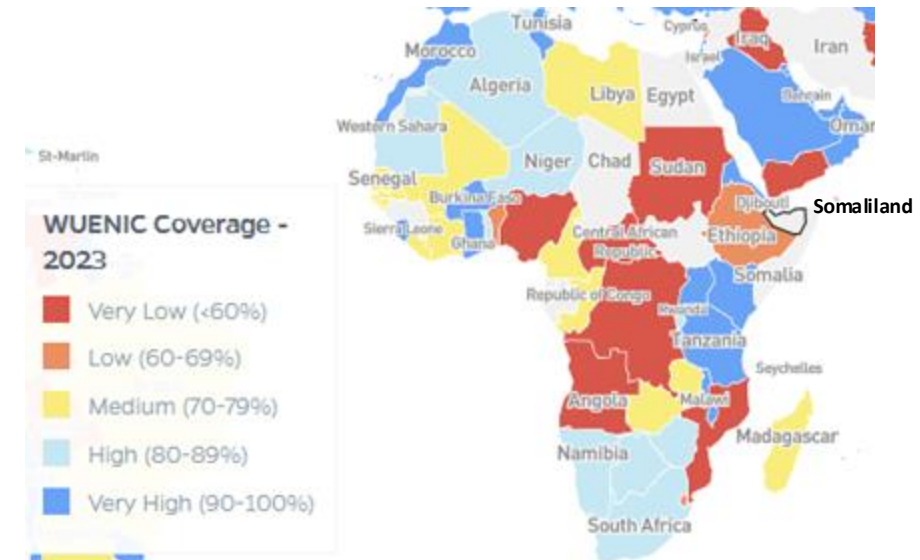 Tunisia
Cyprus
Iraq
Morocco
Israel
Iran
Algeria
Libya
Egypt
Bahrain
Oman
Western Sahara
St-Martin
Niger
Chad
Sudan
Senegal
Burkina Faso
Djibouti
Somaliland
Sierra Leone
Ghana
Central African
Republic
Ethiopia
Somalia
Republic of Congo
Rwanda
Tanzania
Seychelles
Angola
Malawi
Madagascar
Namibia
South Africa
WUENIC Coverage -
2023
Very Low (<60%)
Low (60-69%)
Medium (70-79%)
High (80-89%)
Very High (90-100%)